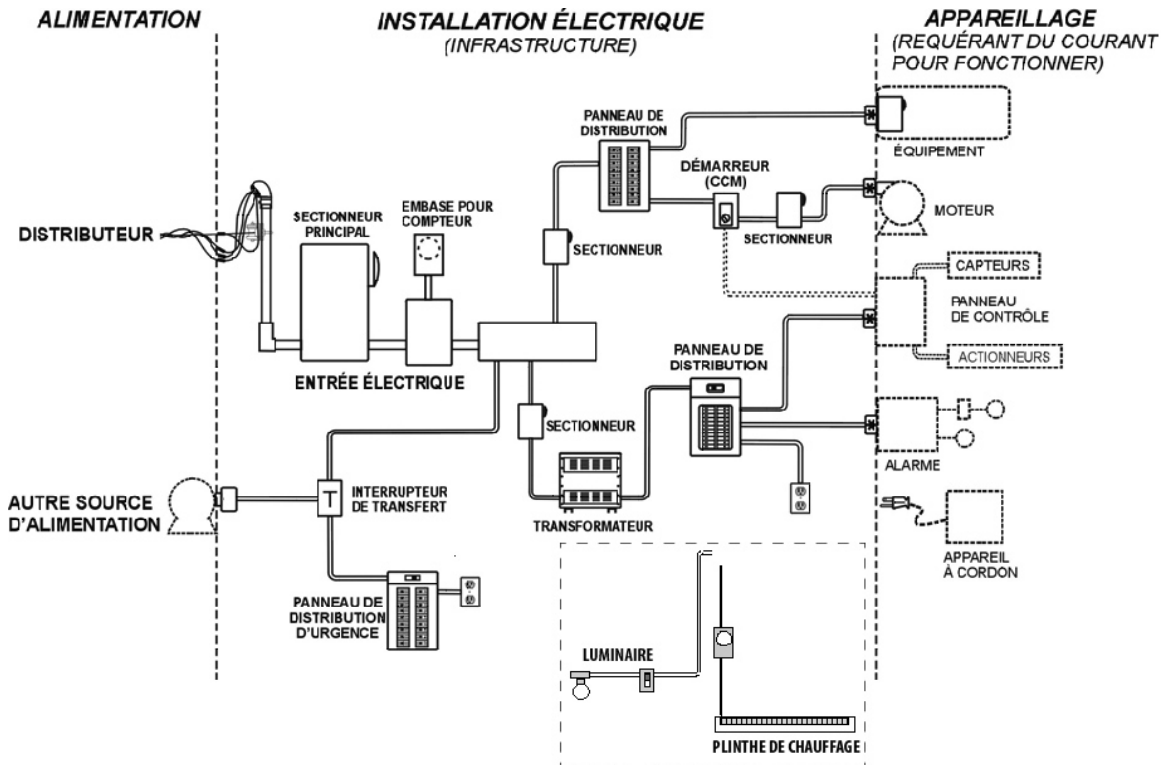 ALIMENTATION
INSTALLATION ÉLECTRIQUE
(INFRASTRUCTURE)
APPAREILLAGE
(REQUÉRANT DU COURANT
POUR FONCTIONNER)
PANNEAU DE
DISTRIBUTION
ÉQUIPEMENT
DÉMARREUR
(CCM)
SECTIONNEUR
MOTEUR
DISTRIBUTEUR
SECTIONNEUR
PRINCIPAL
EMBASE POUR
COMPTEUR
SECTIONNEUR
CAPTEURS
PANNEAU
DE CONTRÔLE
ACTIONNEURS
ENTRÉE ÉLECTRIQUE
PANNEAU DE
DISTRIBUTION
SECTIONNEUR
ALARME
AUTRE SOURCE
D'ALIMENTATION
T
INTERRUPTEUR
DE TRANSFERT
TRANSFORMATEUR
APPAREIL
À CORDON
PANNEAU DE
DISTRIBUTION
D'URGENCE
LUMINAIRE
PLINTHE DE CHAUFFAGE